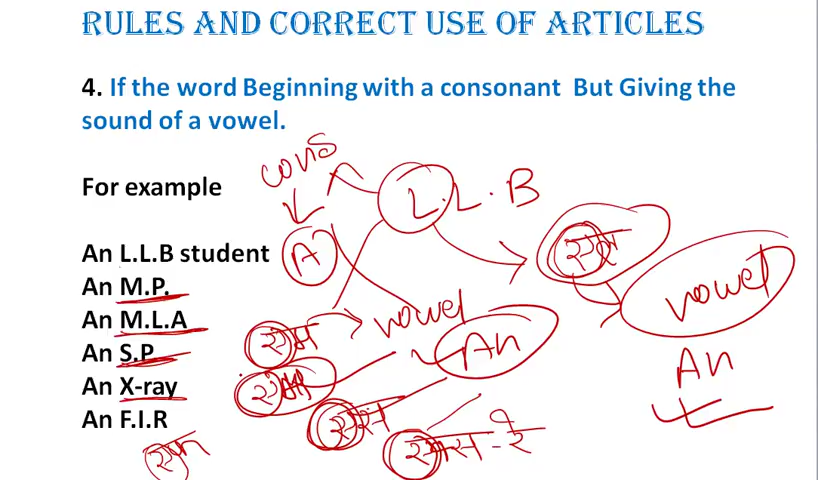 RULES AND CORRECT USE OF ARTICLES
4. If the word Beginning with a consonant But Giving the
sound of a vowel.
cons
For example
L.L.B
A
An L.L.B student
An M.P.
vowel
An M.L.A
vowel
An S.P
An
An X-ray
An
An F.I.R